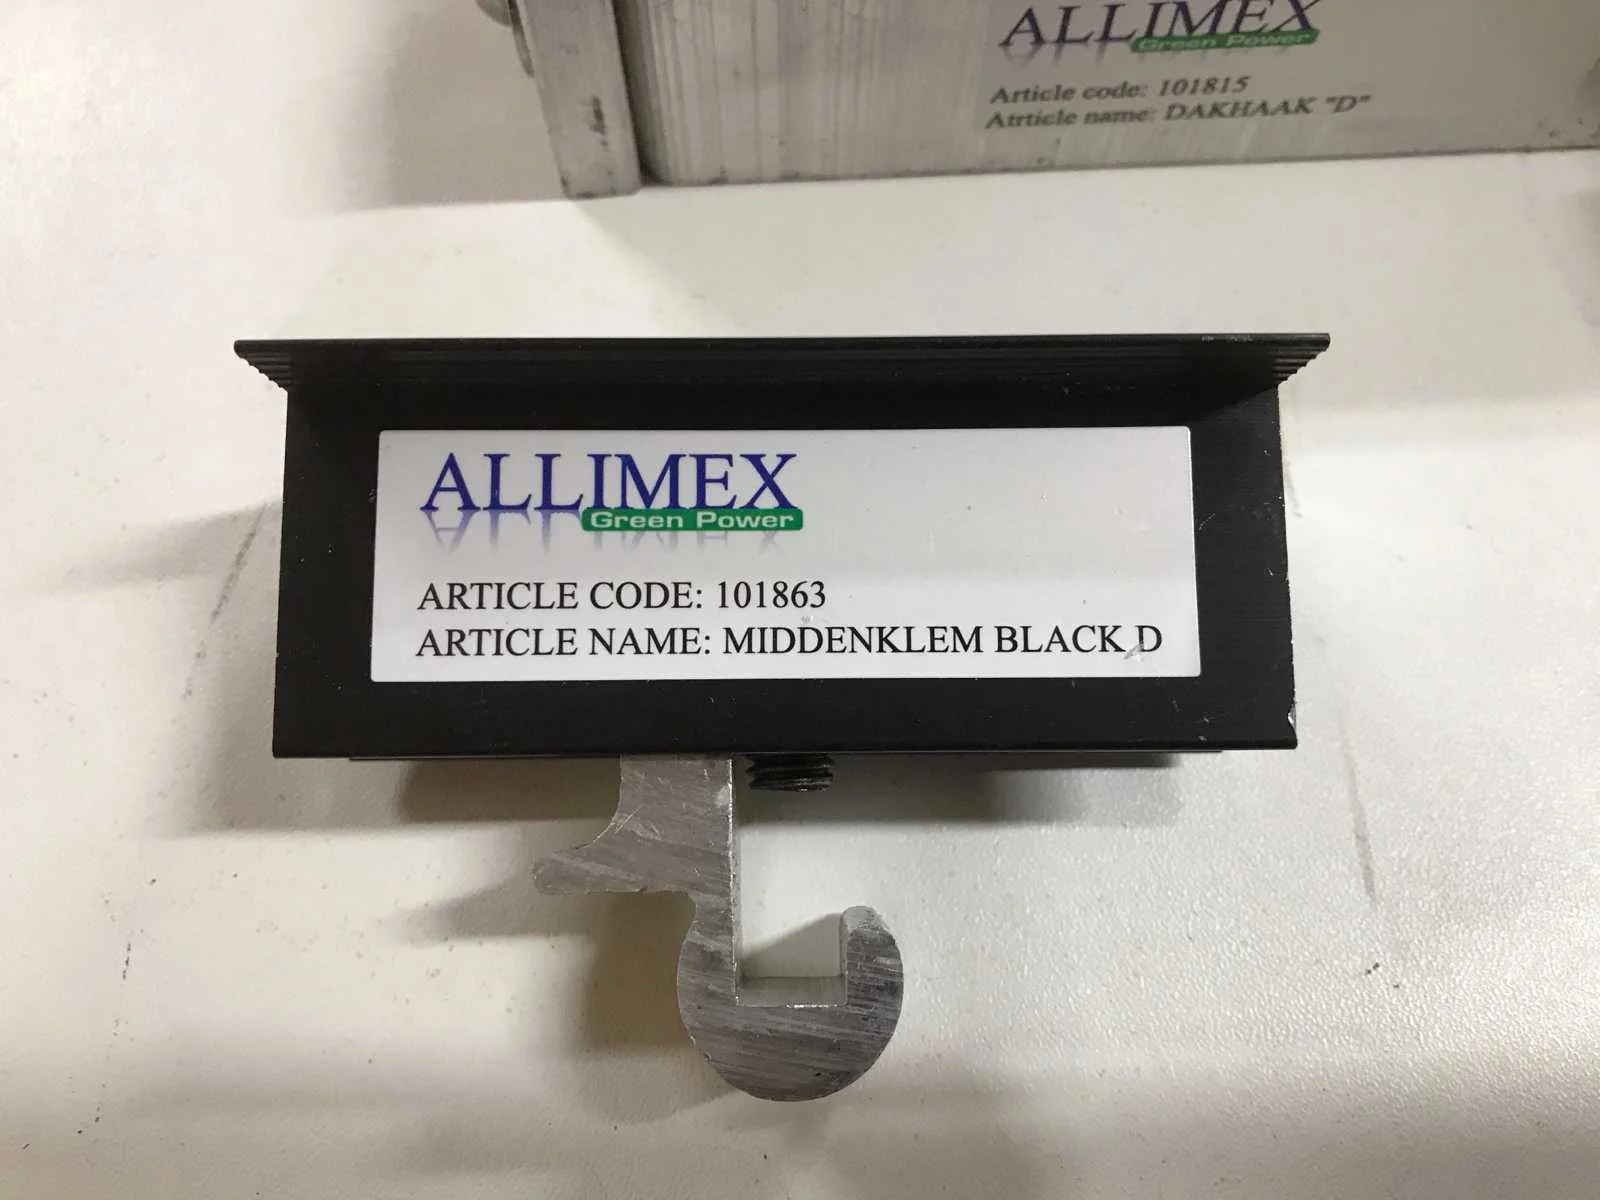 ALLIMEX
Green Power
Article code: 101815
Atrticle name: DAKHAAK "D"
ALLIMEX
Green Power
ARTICLE CODE: 101863
ARTICLE NAME: MIDDENKLEM BLACK D